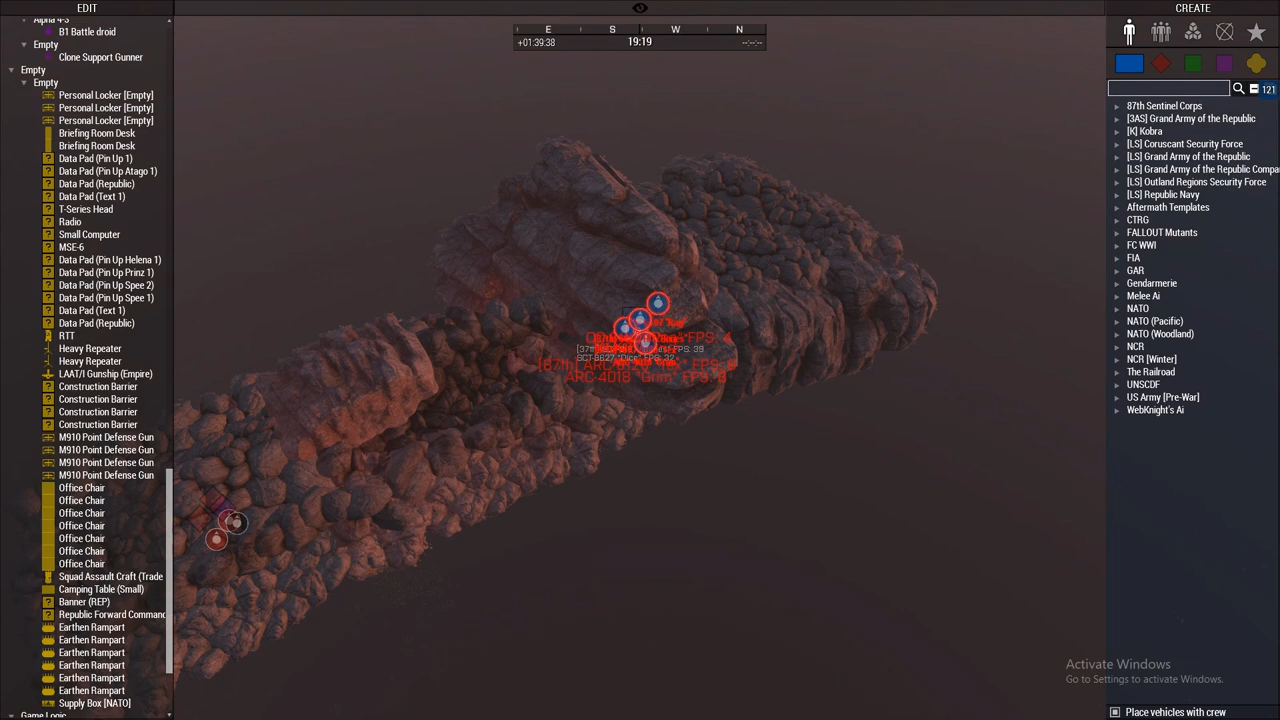 EDIT
Alpha 4-3
B1 Battle droid
Empty
Clone Support Gunner
Empty
Empty
Personal Locker [Empty]
Personal Locker [Empty]
Personal Locker [Empty]
Briefing Room Desk
Briefing Room Desk
Data Pad (Pin Up 1)
Data Pad (Pin Up Atago 1)
Data Pad (Republic)
Data Pad (Text 1)
T-Series Head
Radio
Small Computer
MSE-6
Data Pad (Pin Up Helena 1)
Data Pad (Pin Up Prinz 1)
Data Pad (Pin Up Spee 2)
Data Pad (Pin Up Spee 1)
Data Pad (Text 1)
Data Pad (Republic)
RTT
Heavy Repeater
Heavy Repeater
LAAT/I Gunship (Empire)
Construction Barrier
Construction Barrier
Construction Barrier
Construction Barrier
M910 Point Defense Gun
M910 Point Defense Gun
M910 Point Defense Gun
M910 Point Defense Gun
Office Chair
Office Chair
Office Chair
Office Chair
Office Chair
Office Chair
Office Chair
Squad Assault Craft (Trade
Camping Table (Small)
Banner (REP)
Republic Forward Command
Earthen Rampart
Earthen Rampart
Earthen Rampart
Earthen Rampart
Earthen Rampart
Earthen Rampart
Supply Box [NATO]
Game Logic
E S W N
+01:39:38 19:19 --:--:--
FPS: 4
FPS: 39
"Dice" FPS: 32
[87th]
ARC-4018 "Grim" FPS:
CREATE
121
87th Sentinel Corps
[3AS] Grand Army of the Republic
[K] Kobra
[LS] Coruscant Security Force
[LS] Grand Army of the Republic
[LS] Grand Army of the Republic Compa
[LS] Outland Regions Security Force
[LS] Republic Navy
Aftermath Templates
CTRG
FALLOUT Mutants
FC WWI
FIA
GAR
Gendarmerie
Melee Ai
NATO
NATO (Pacific)
NATO (Woodland)
NCR
NCR [Winter]
The Railroad
UNSCDF
US Army [Pre-War]
WebKnight's Ai
Activate Windows
Go to Settings to activate Windows.
Place vehicles with crew